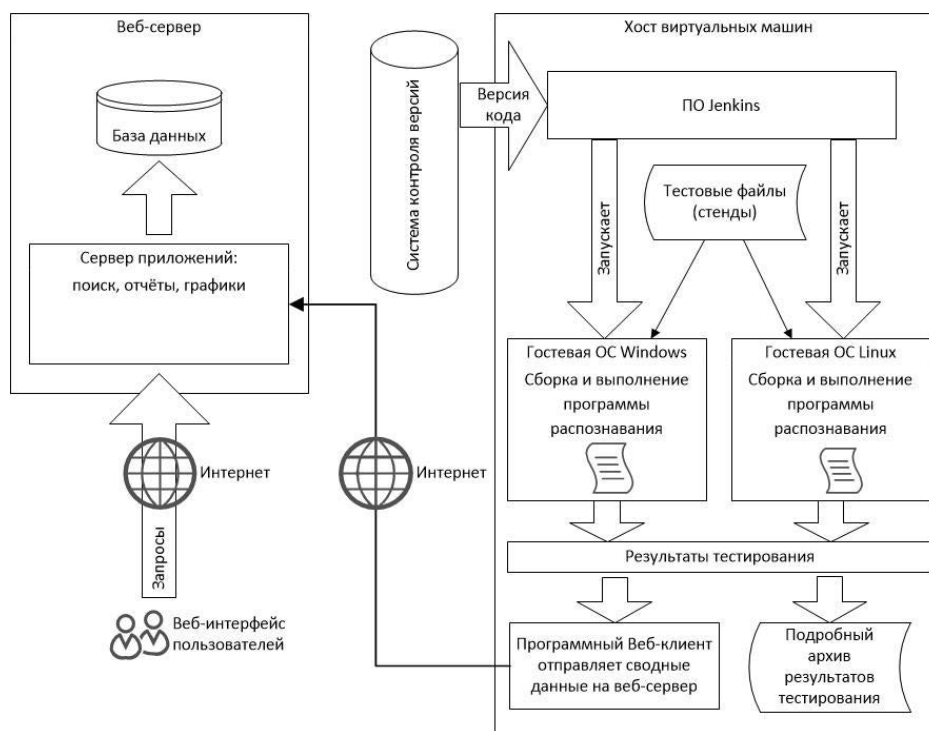 Веб-сервер
База данных
Сервер приложений:
поиск, отчёты, графики
Интернет
Запросы
Веб-интерфейс
пользователей
Система контроля версий
Интернет
Хост виртуальных машин
Версия
кода
ПО Jenkins
Запускает
Тестовые файлы
(стенды)
Запускает
Гостевая ОС Windows
Сборка и выполнение
программы
распознавания
Гостевая ОС Linux
Сборка и выполнение
программы
распознавания
Результаты тестирования
Программный Веб-клиент
отправляет сводные
данные на веб-сервер
Подробный
архив
результатов
тестирования